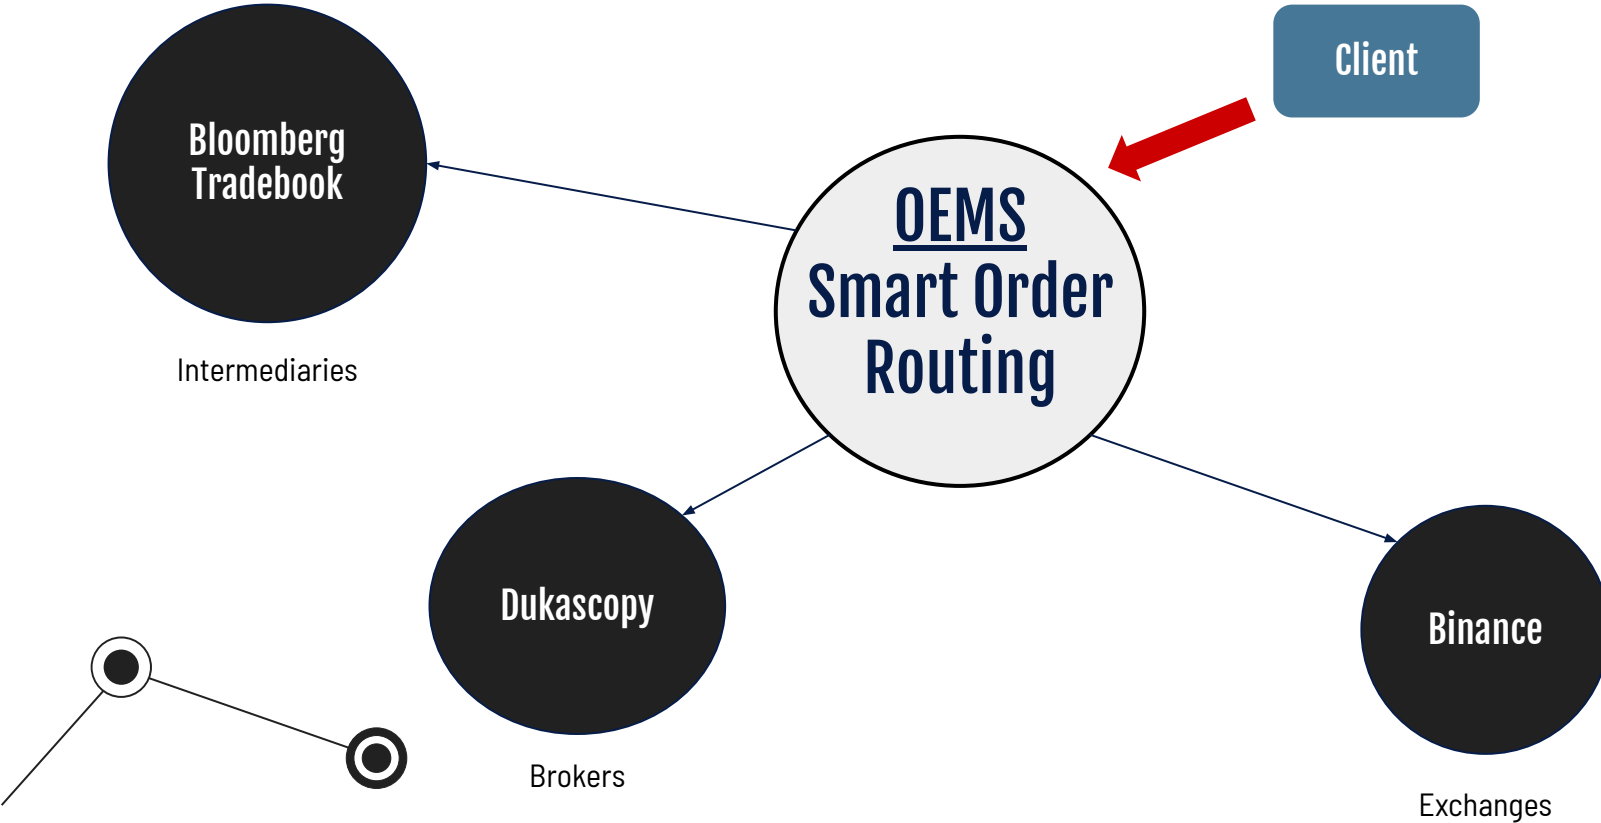 Client
Bloomberg
Tradebook
OEMS
Smart Order
Routing
Intermediaries
Dukascopy
Binance
Brokers
Exchanges